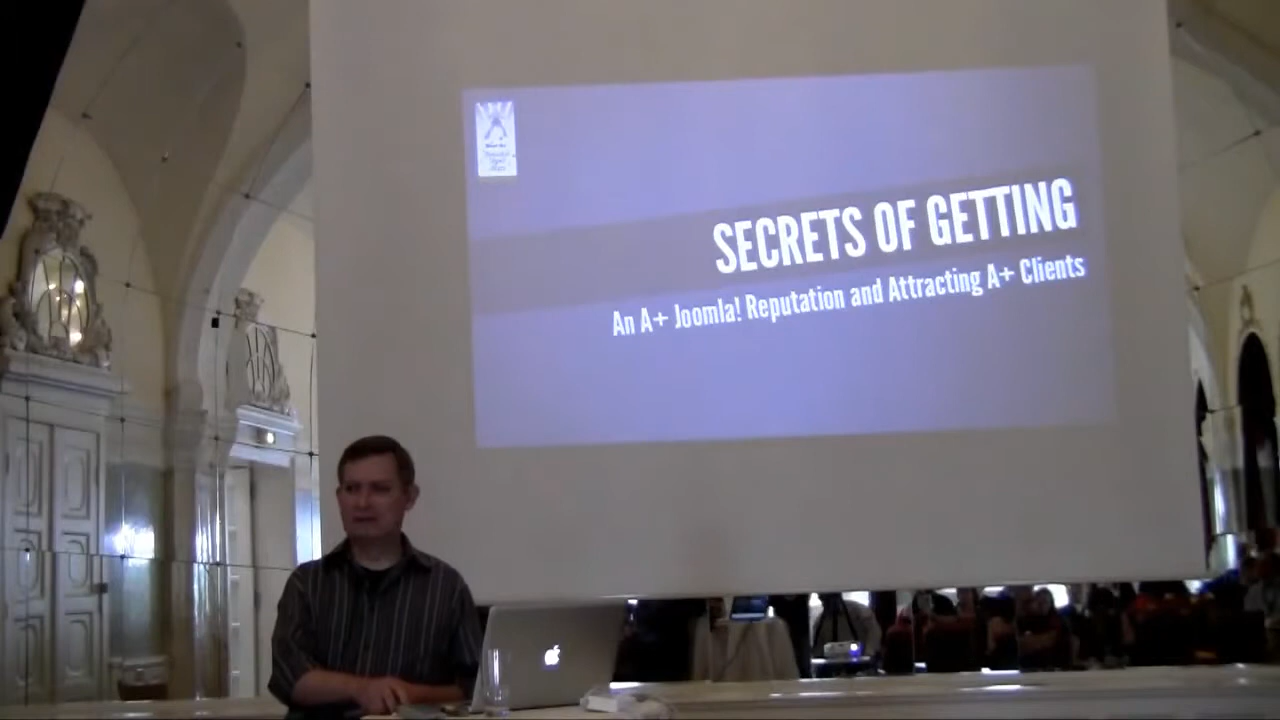 SECRETS OF GETTING
An A+ Joomla! Reputation and Attracting A+ Clients